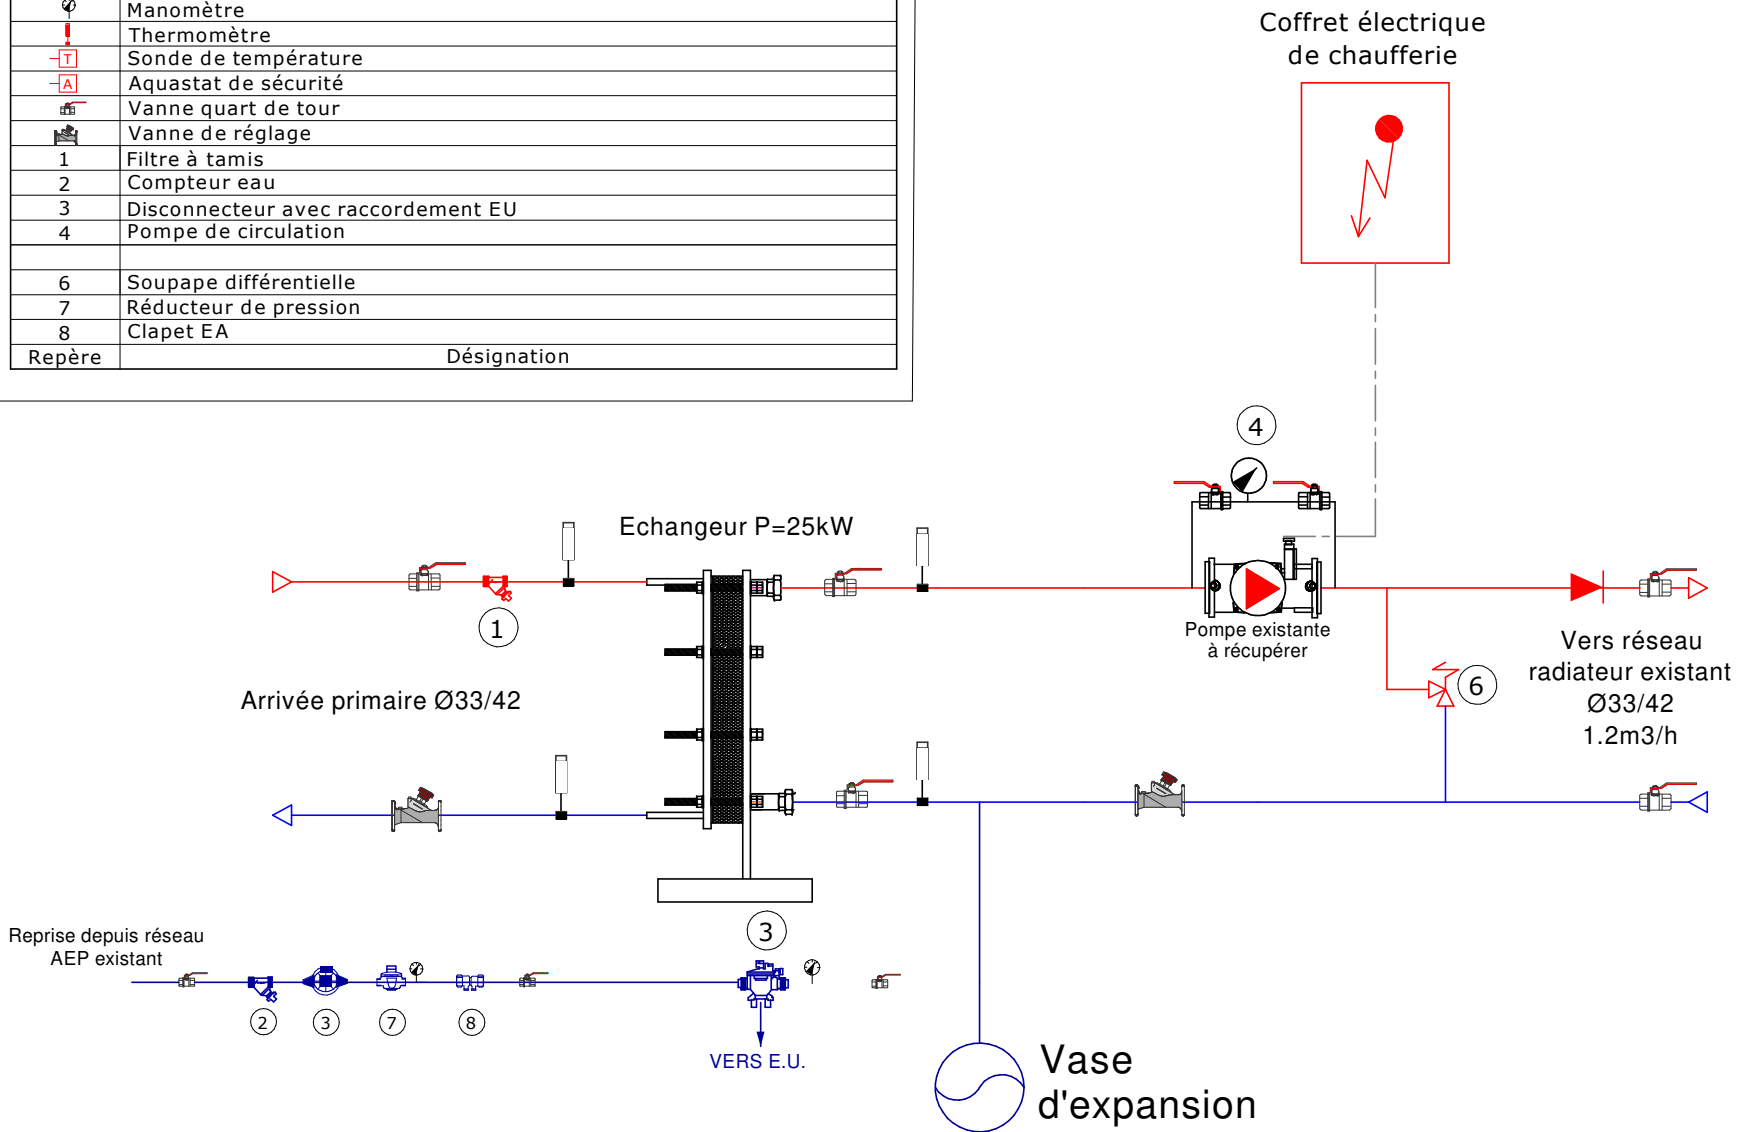 Manomètre
Thermomètre
T Sonde de température
A Aquastat de sécurité
Vanne quart de tour
Vanne de réglage
1 Filtre à tamis
2 Compteur eau
3 Disconnecteur avec raccordement EU
4 Pompe de circulation
6 Soupape différentielle
7 Réducteur de pression
8 Clapet EA
Repère Désignation
Coffret électrique
de chaufferie
4
Echangeur P=25kW
1
Pompe existante
à récupérer
6
Vers réseau
radiateur existant
Ø33/42
1.2m3/h
Arrivée primaire Ø33/42
3
Reprise depuis réseau
AEP existant
2 3 7 8
VERS E.U.
Vase
d'expansion